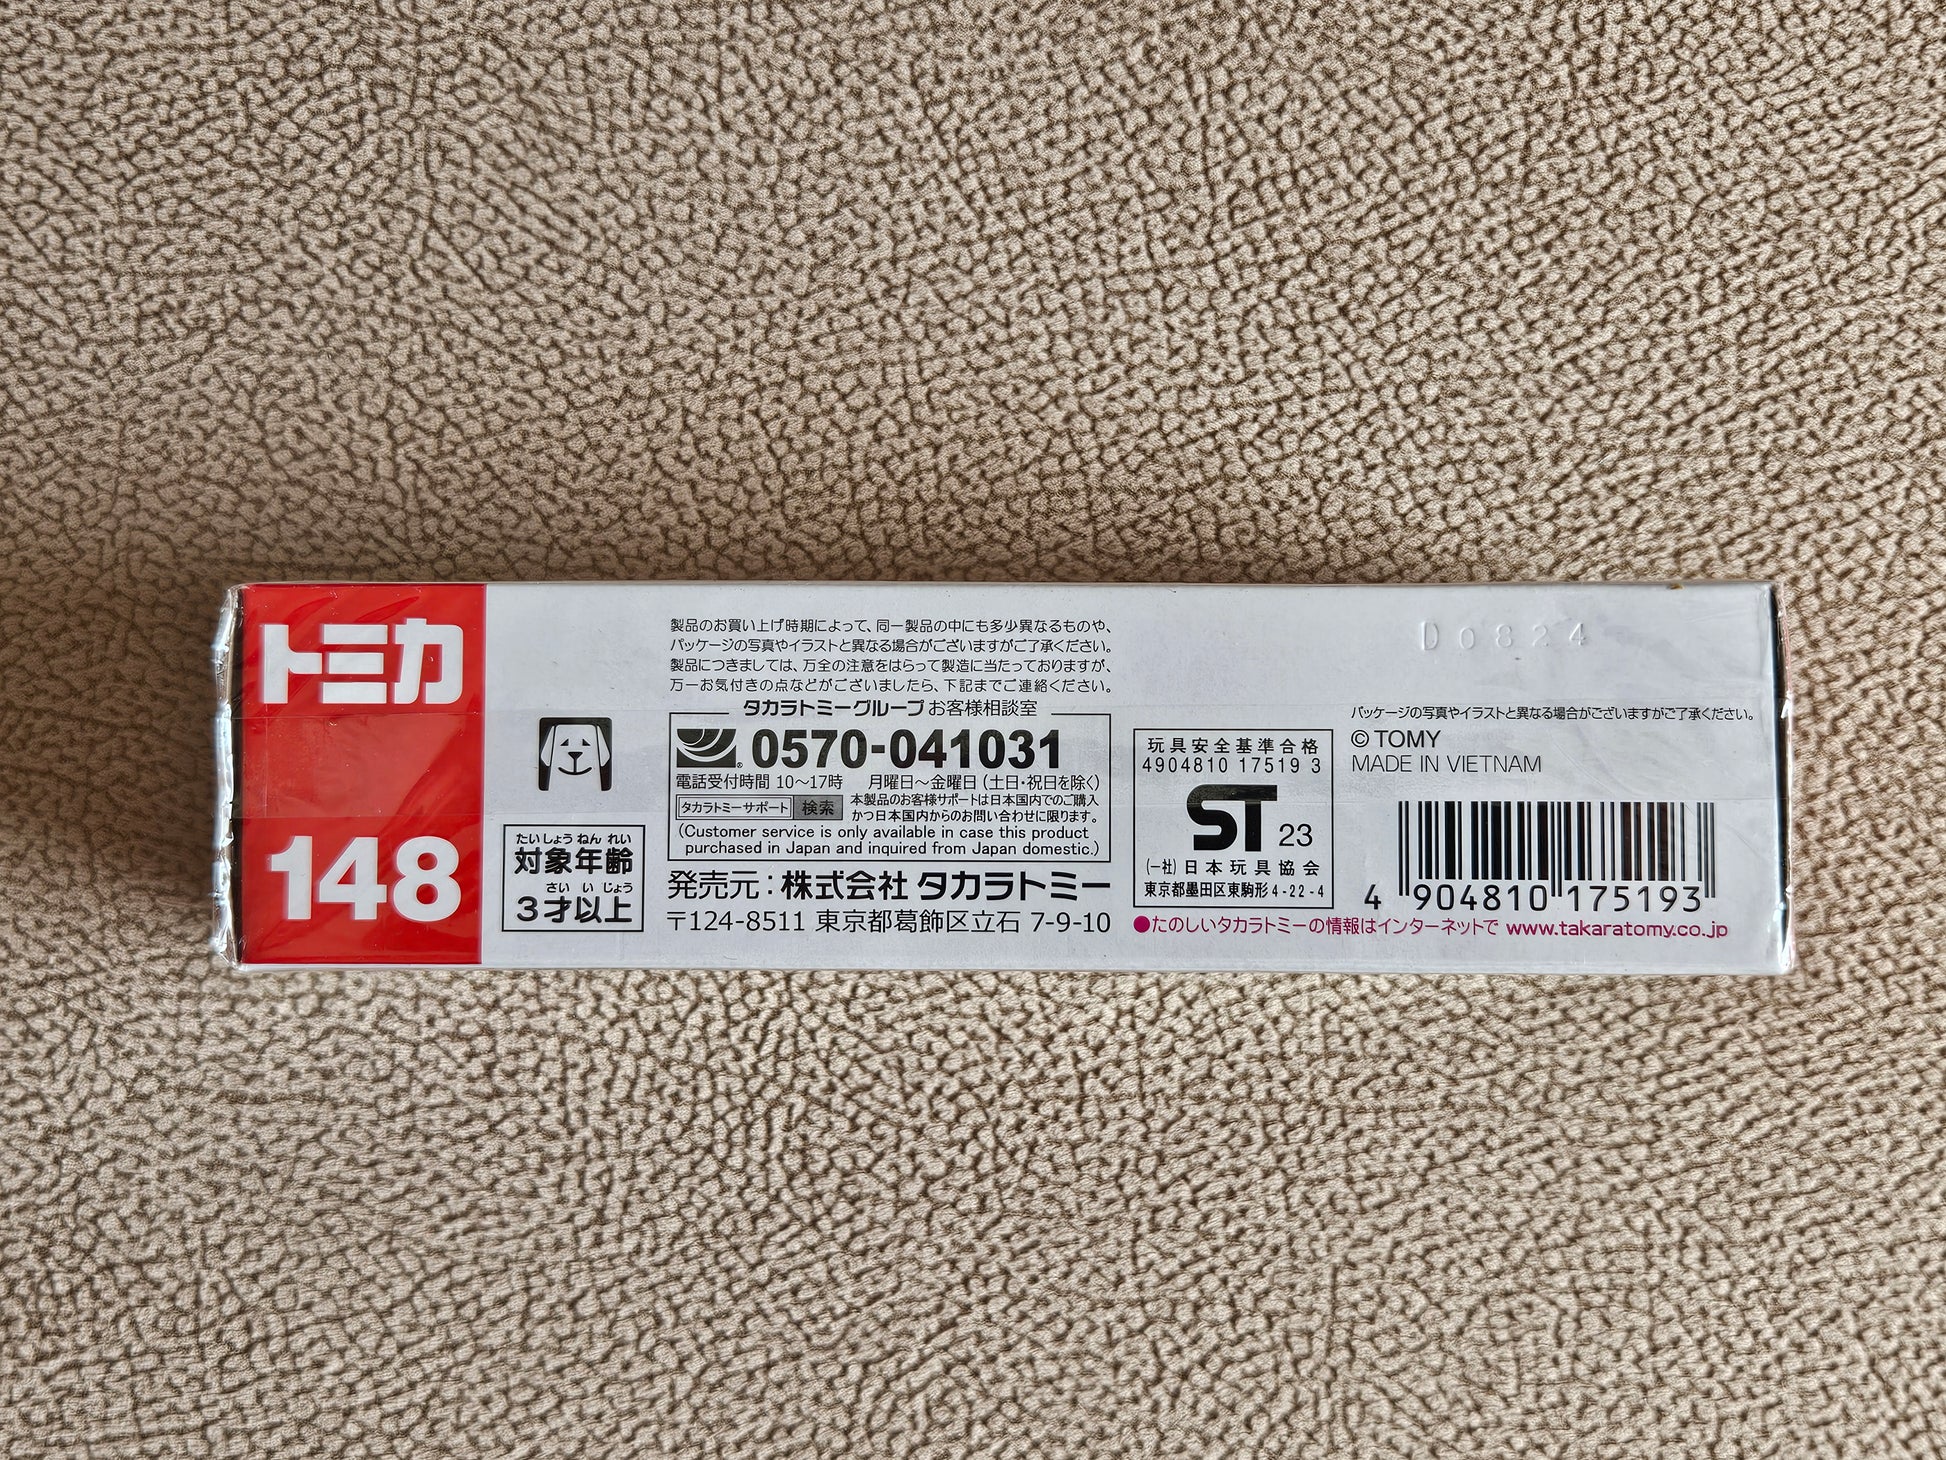 トミカ
148
たいしょう ねん れい
対象年齢
さい い じょう
3才以上
製品のお買い上げ時期によって、同一製品の中にも多少異なるものや、
パッケージの写真やイラストと異なる場合がございますがご了承ください。
製品につきましては、万全の注意をはらって製造に当たっておりますが、
万一お気付きの点などがございましたら、下記までご連絡ください。
タカラトミーグループ お客様相談室
0570-041031
電話受付時間 10〜17時 月曜日〜金曜日 (土日・祝日を除く)
タカラトミーサポート 検索
本製品のお客様サポートは日本国内でのご購入
かつ日本国内からのお問い合わせに限ります。
(Customer service is only available in case this product
purchased in Japan and inquired from Japan domestic.)
発売元：株式会社 タカラトミー
〒124-8511 東京都葛飾区立石 7-9-10
玩具安全基準合格
4904810 17519 3
ST 23
(一社) 日本玩具協会
東京都墨田区東駒形 4-22-4
D0824
パッケージの写真やイラストと異なる場合がございますがご了承ください。
© TOMY
MADE IN VIETNAM
4 904810 175193
●たのしいタカラトミーの情報はインターネットで www.takaratomy.co.jp